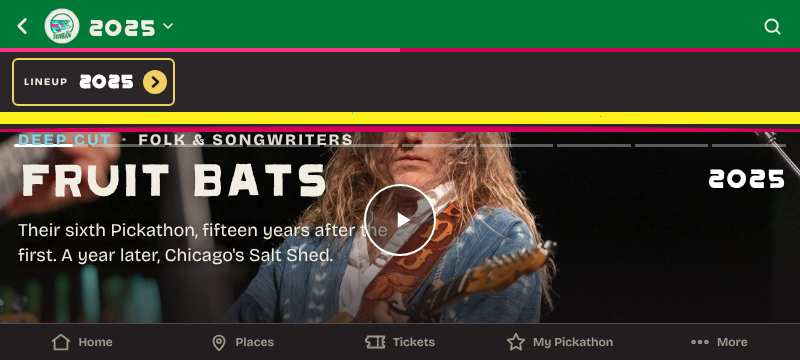 2025
LINEUP 2025
DEEP CUT · FOLK & SONGWRITERS
FRUIT BATS
2025
Their sixth Pickathon, fifteen years after the
first. A year later, Chicago's Salt Shed.
Home
Places
Tickets
My Pickathon
More